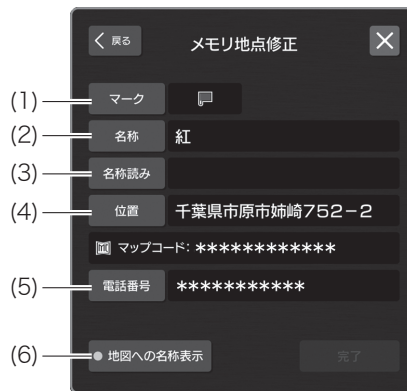 戻る
メモリ地点修正
(1) マーク
(2) 名称 紅
(3) 名称読み
(4) 位置 千葉県市原市姉崎752-2
マップコード: ************
(5) 電話番号 ***********
(6) 地図への名称表示
完了